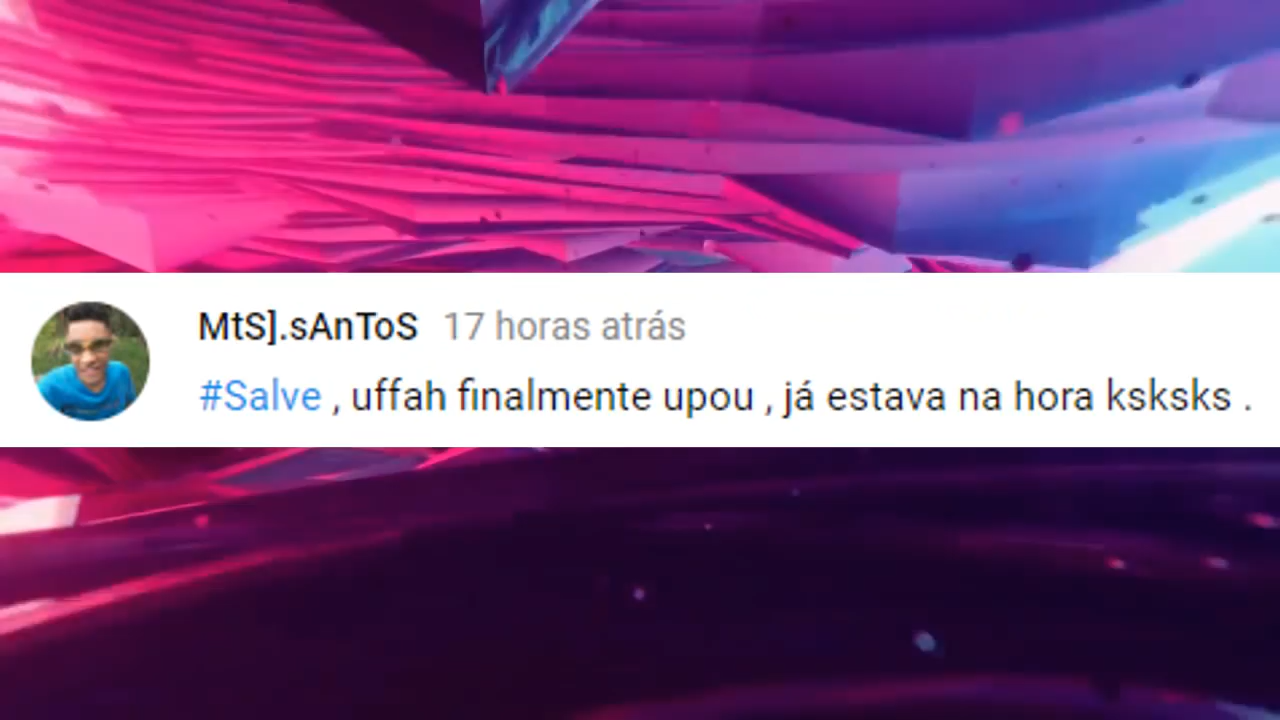 MtS].sAnToS 17 horas atrás
#Salve , uffah finalmente upou , já estava na hora ksksks .